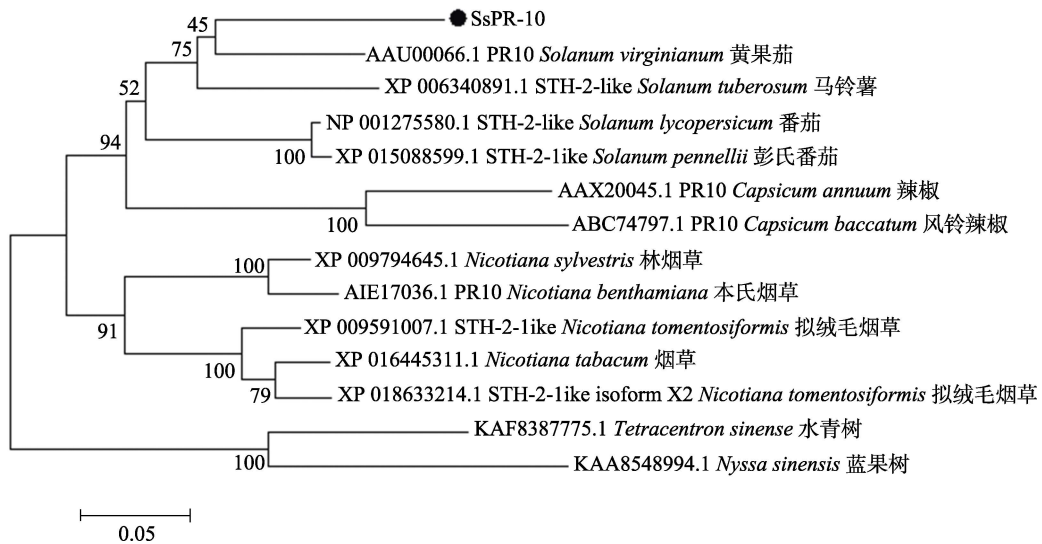 45
SsPR-10
75
AAU00066.1 PR10 Solanum virginianum 黄果茄
52
XP 006340891.1 STH-2-like Solanum tuberosum 马铃薯
NP 001275580.1 STH-2-like Solanum lycopersicum 番茄
94
100
XP 015088599.1 STH-2-1ike Solanum pennellii 彭氏番茄
AAX20045.1 PR10 Capsicum annuum 辣椒
100
ABC74797.1 PR10 Capsicum baccatum 风铃辣椒
100
XP 009794645.1 Nicotiana sylvestris 林烟草
AIE17036.1 PR10 Nicotiana benthamiana 本氏烟草
91
XP 009591007.1 STH-2-1ike Nicotiana tomentosiformis 拟绒毛烟草
100
XP 016445311.1 Nicotiana tabacum 烟草
79
XP 018633214.1 STH-2-1ike isoform X2 Nicotiana tomentosiformis 拟绒毛烟草
KAF8387775.1 Tetracentron sinense 水青树
100
KAA8548994.1 Nyssa sinensis 蓝果树
0.05